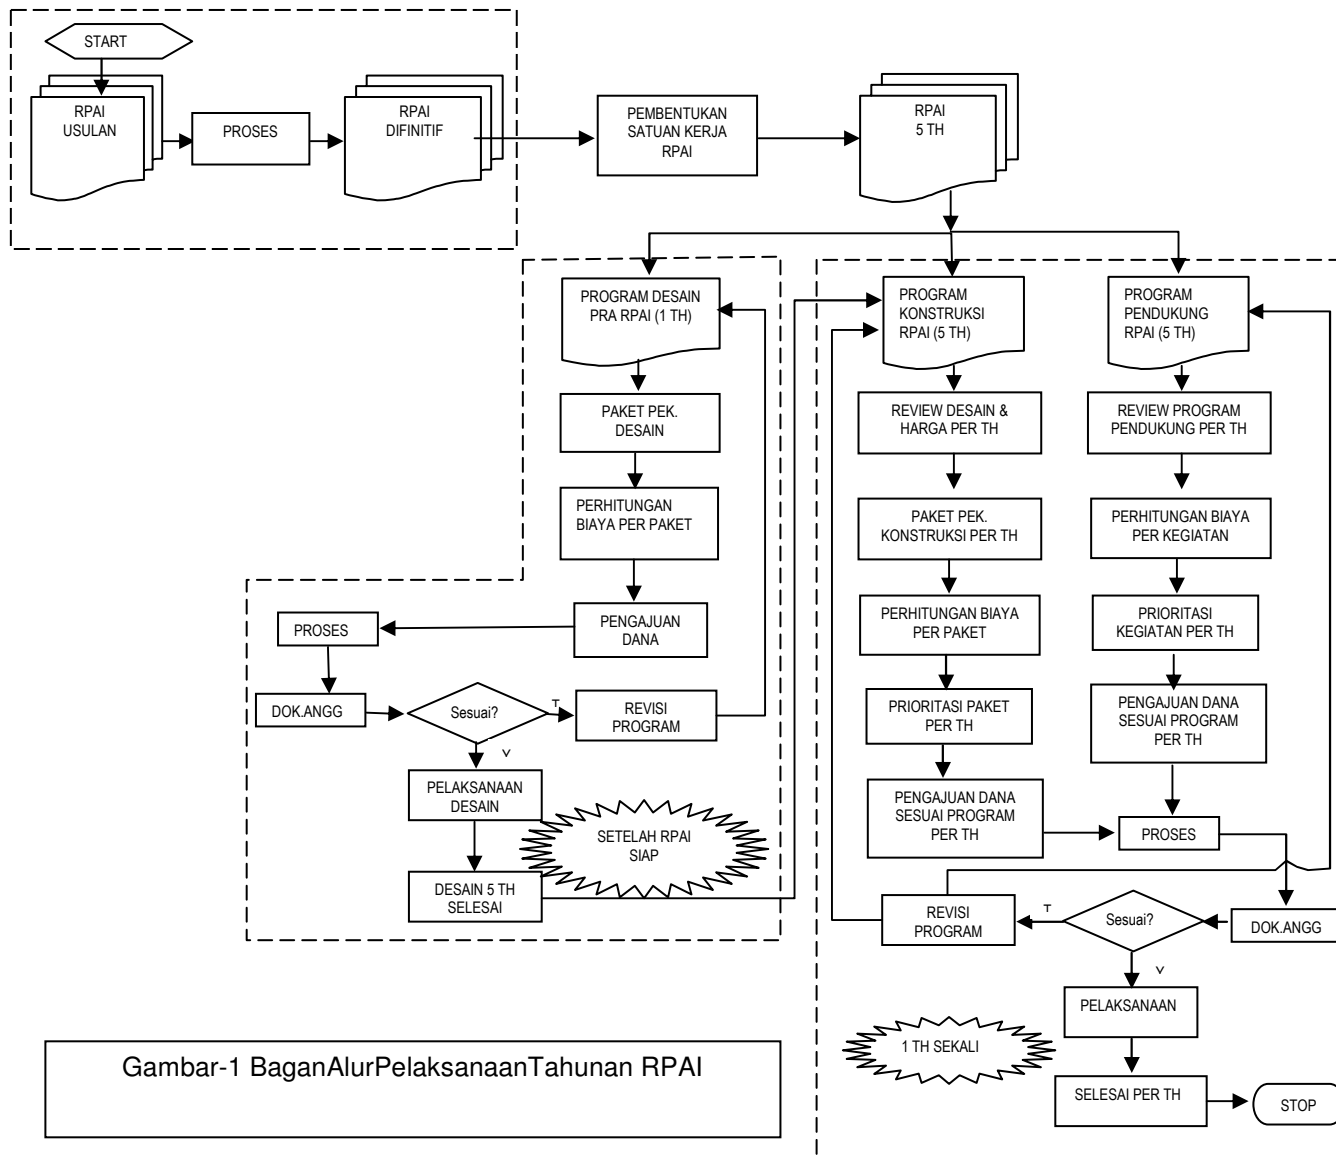 START
RPAI
USULAN
PROSES
RPAI
DIFINITIF
PEMBENTUKAN
SATUAN KERJA
RPAI
RPAI
5 TH
PROGRAM DESAIN
PRA RPAI (1 TH)
PAKET PEK.
DESAIN
PERHITUNGAN
BIAYA PER PAKET
PENGAJUAN
DANA
PROSES
DOK.ANGG
Sesuai?
T
REVISI
PROGRAM
V
PELAKSANAAN
DESAIN
DESAIN 5 TH
SELESAI
SETELAH RPAI
SIAP
PROGRAM
KONSTRUKSI
RPAI (5 TH)
REVIEW DESAIN &
HARGA PER TH
PAKET PEK.
KONSTRUKSI PER TH
PERHITUNGAN BIAYA
PER PAKET
PRIORITASI PAKET
PER TH
PENGAJUAN DANA
SESUAI PROGRAM
PER TH
PROGRAM
PENDUKUNG
RPAI (5 TH)
REVIEW PROGRAM
PENDUKUNG PER TH
PERHITUNGAN BIAYA
PER KEGIATAN
PRIORITASI
KEGIATAN PER TH
PENGAJUAN DANA
SESUAI PROGRAM
PER TH
PROSES
DOK.ANGG
Sesuai?
T
REVISI
PROGRAM
V
PELAKSANAAN
1 TH SEKALI
SELESAI PER TH
STOP
Gambar-1 BaganAlurPelaksanaanTahunan RPAI